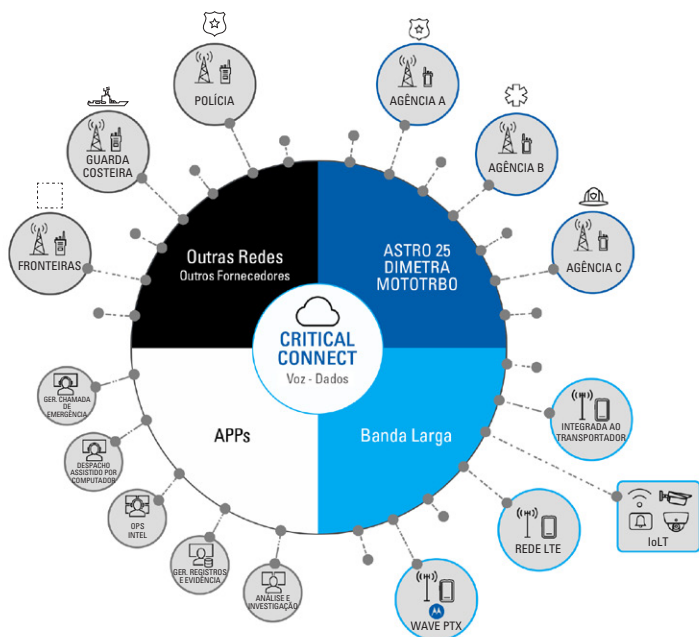 POLÍCIA
AGÊNCIA A
GUARDA
COSTEIRA
AGÊNCIA B
FRONTEIRAS
AGÊNCIA C
Outras Redes
Outros Fornecedores
ASTRO 25
DIMETRA
MOTOTRBO
CRITICAL
CONNECT
Voz - Dados
APPs
Banda Larga
GER. CHAMADA
DE
EMERGÊNCIA
DESPACHO
ASSISTIDO POR
COMPUTADOR
OPS
INTEL
GER. REGISTROS
E EVIDÊNCIA
ANÁLISE E
INVESTIGAÇÃO
INTEGRADA AO
TRANSPORTADOR
IoLT
REDE LTE
WAVE PTX